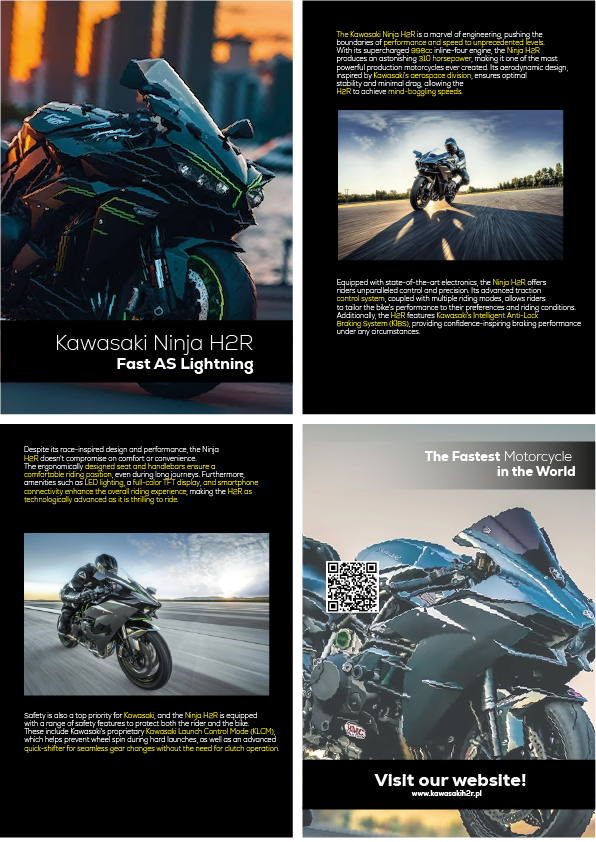 Kawasaki Ninja H2R
Fast AS Lightning
The Kawasaki Ninja H2R is a marvel of engineering, pushing the
boundaries of performance and speed to unprecedented levels.
With its supercharged 998cc inline-four engine, the Ninja H2R
produces an astonishing 310 horsepower, making it one of the most
powerful production motorcycles ever created. Its aerodynamic design,
inspired by Kawasaki's aerospace division, ensures optimal
stability and minimal drag, allowing the
H2R to achieve mind-boggling speeds.
Equipped with state-of-the-art electronics, the Ninja H2R offers
riders unparalleled control and precision. Its advanced traction
control system, coupled with multiple riding modes, allows riders
to tailor the bike's performance to their preferences and riding conditions.
Additionally, the H2R features Kawasaki's Intelligent Anti-Lock
Braking System (KIBS), providing confidence-inspiring braking performance
under any circumstances.
Despite its race-inspired design and performance, the Ninja
H2R doesn't compromise on comfort or convenience.
The ergonomically designed seat and handlebars ensure a
comfortable riding position, even during long journeys. Furthermore,
amenities such as LED lighting, a full-color TFT display, and smartphone
connectivity enhance the overall riding experience, making the H2R as
technologically advanced as it is thrilling to ride.
Safety is also a top priority for Kawasaki, and the Ninja H2R is equipped
with a range of safety features to protect both the rider and the bike.
These include Kawasaki's proprietary Kawasaki Launch Control Mode (KLCM),
which helps prevent wheel spin during hard launches, as well as an advanced
quick-shifter for seamless gear changes without the need for clutch operation.
The Fastest Motorcycle
in the World
Visit our website!
www.kawasakih2r.pl